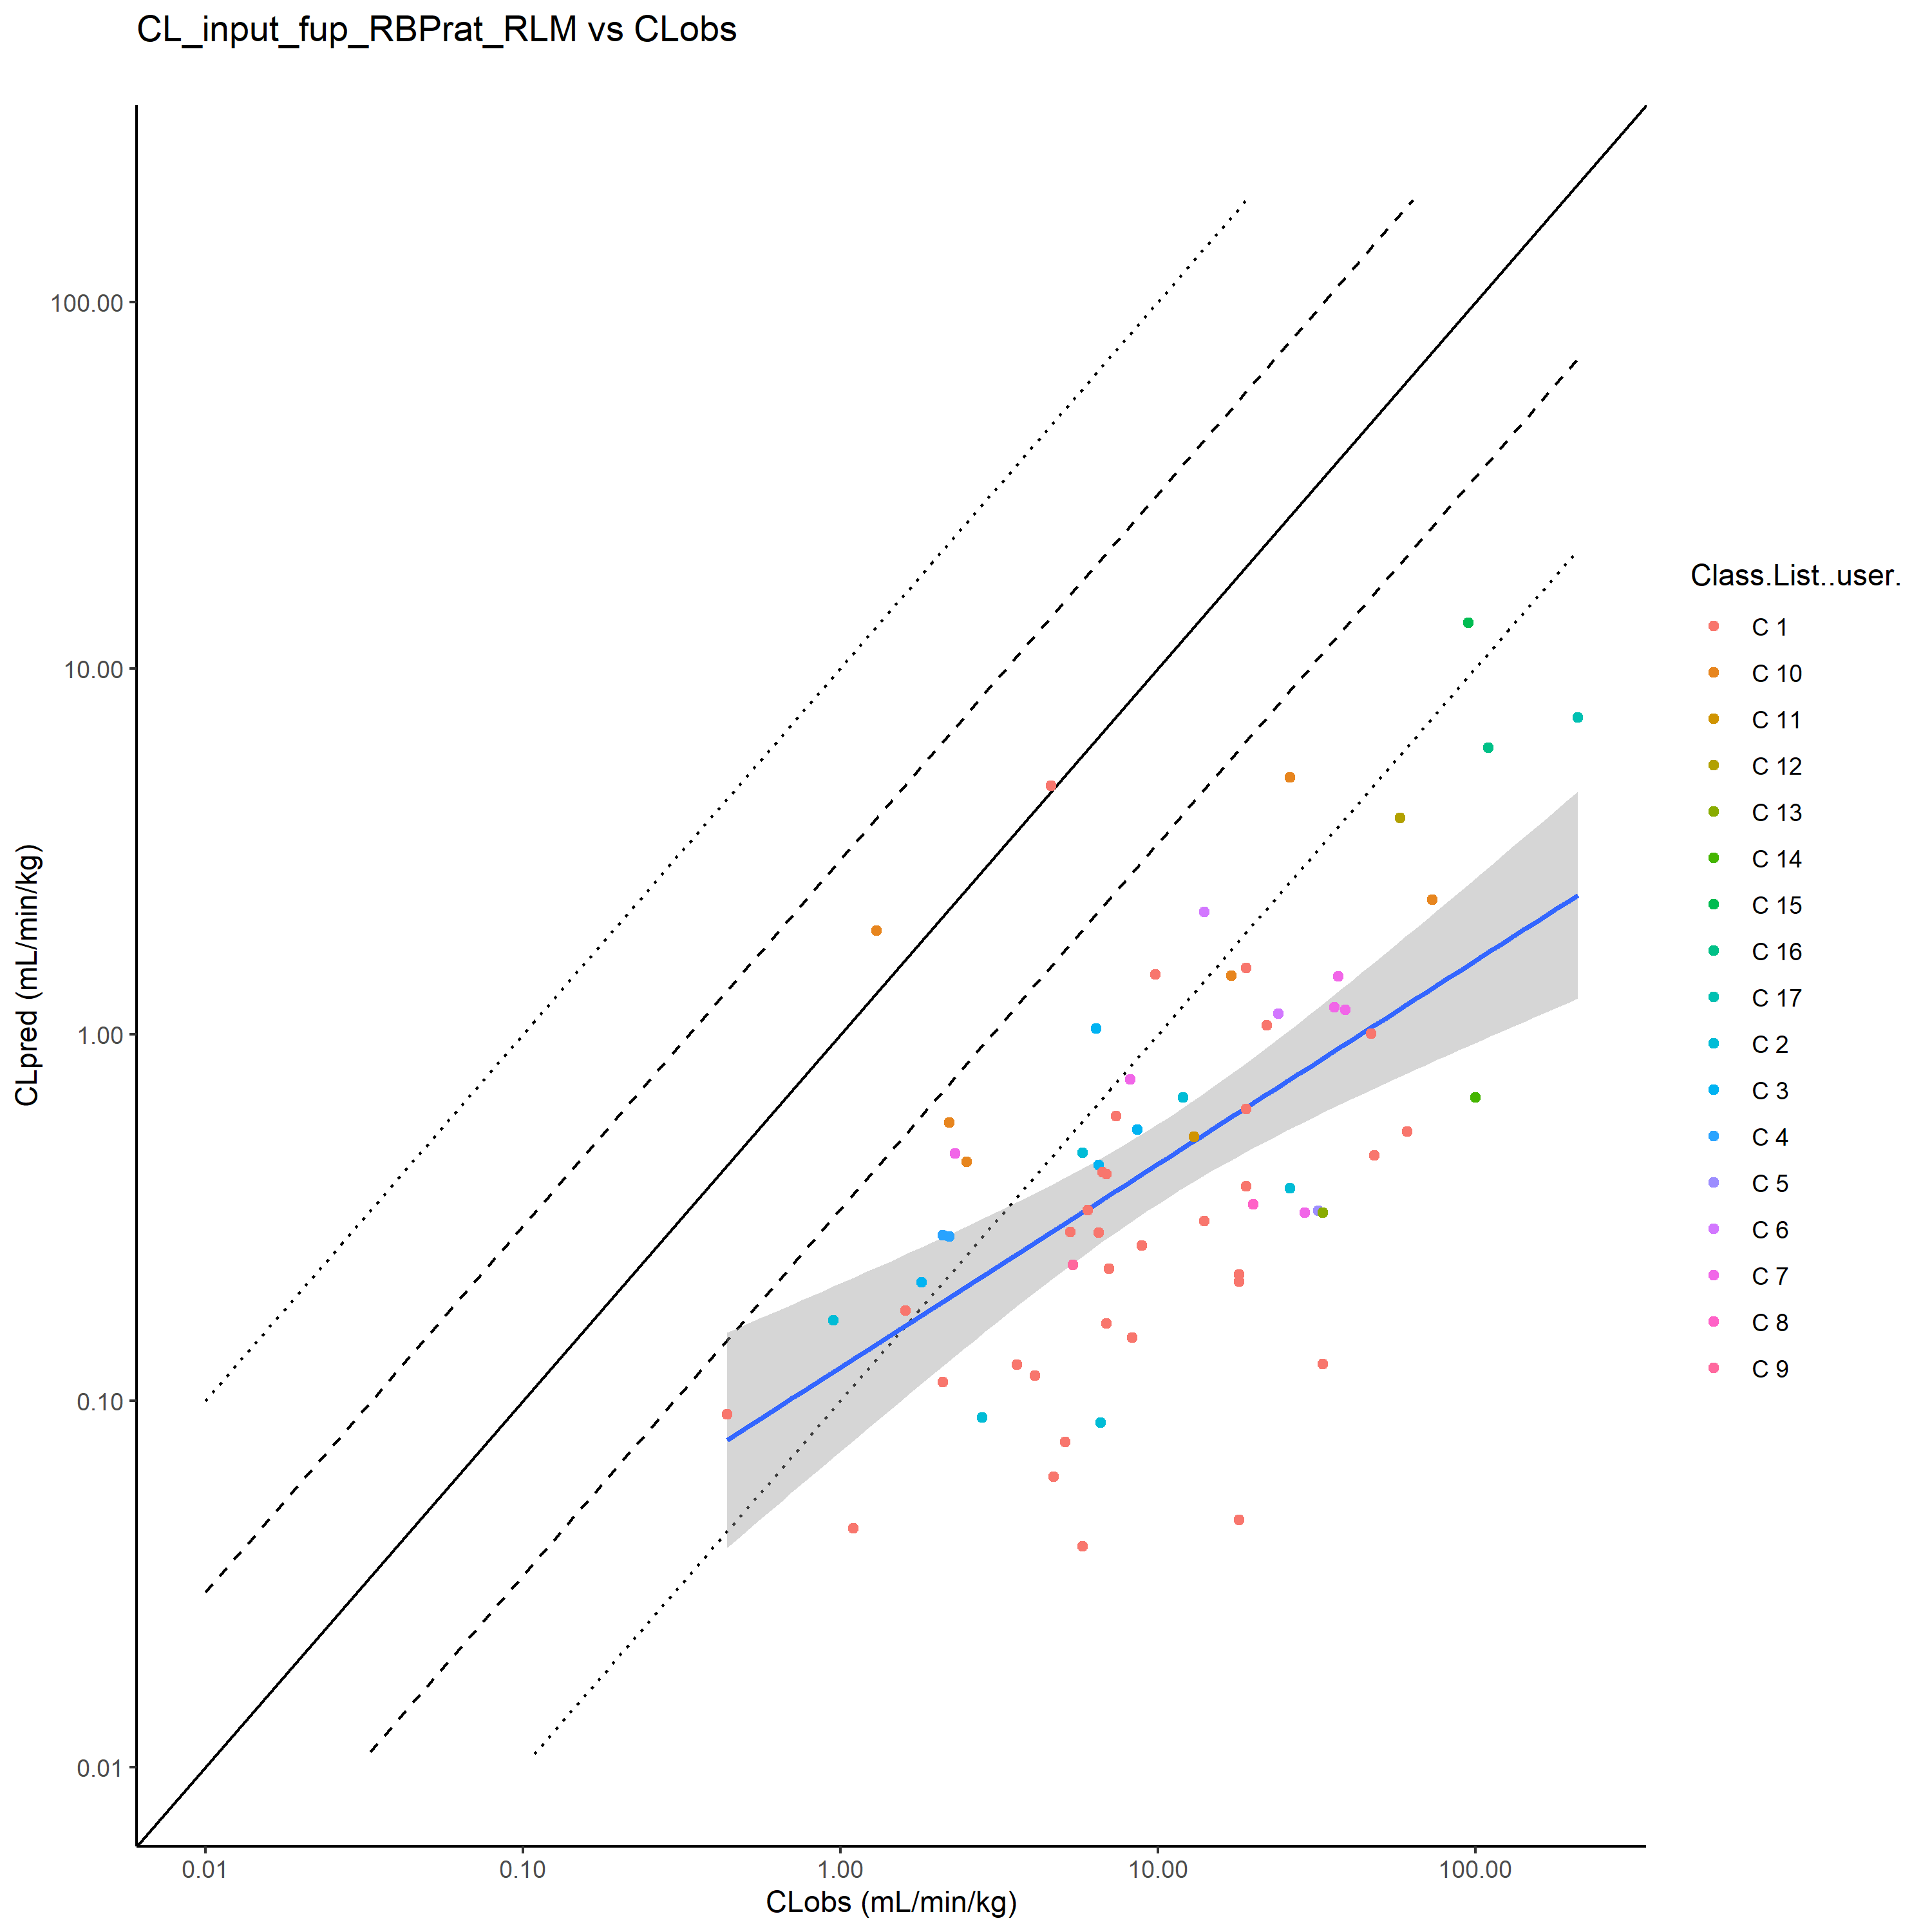 CL_input_fup_RBPrat_RLM vs CLobs
100.00
10.00
1.00
0.10
0.01
CLpred (mL/min/kg)
0.01
0.10
1.00
10.00
100.00
CLobs (mL/min/kg)
Class.List..user.
C 1
C 10
C 11
C 12
C 13
C 14
C 15
C 16
C 17
C 2
C 3
C 4
C 5
C 6
C 7
C 8
C 9